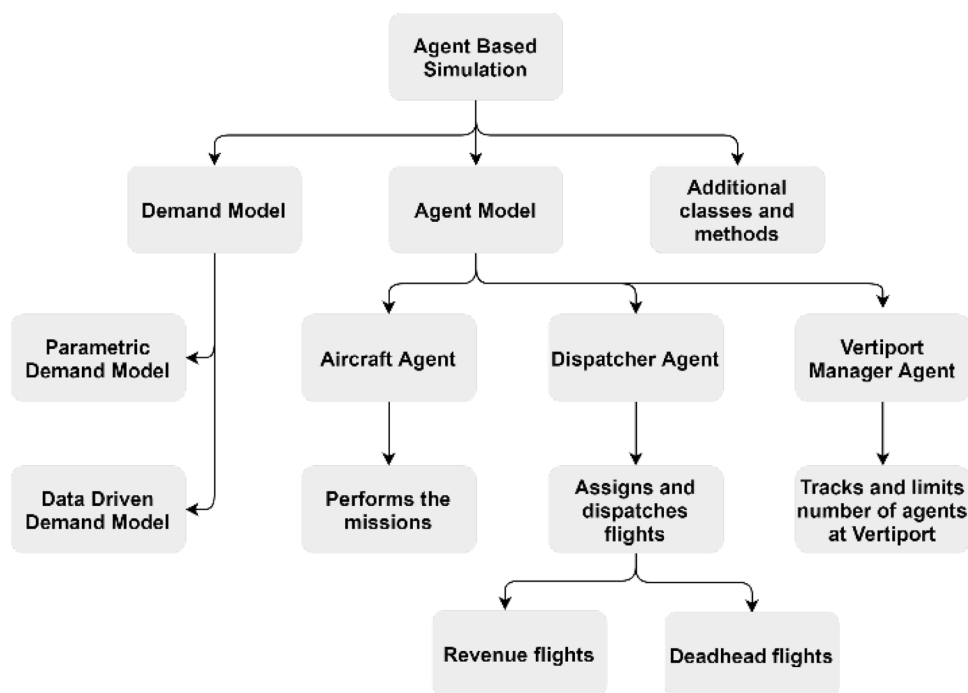 Agent Based
Simulation
Demand Model
Agent Model
Additional
classes and
methods
Parametric
Demand Model
Aircraft Agent
Dispatcher Agent
Vertiport
Manager Agent
Data Driven
Demand Model
Performs the
missions
Assigns and
dispatches
flights
Tracks and limits
number of agents
at Vertiport
Revenue flights
Deadhead flights